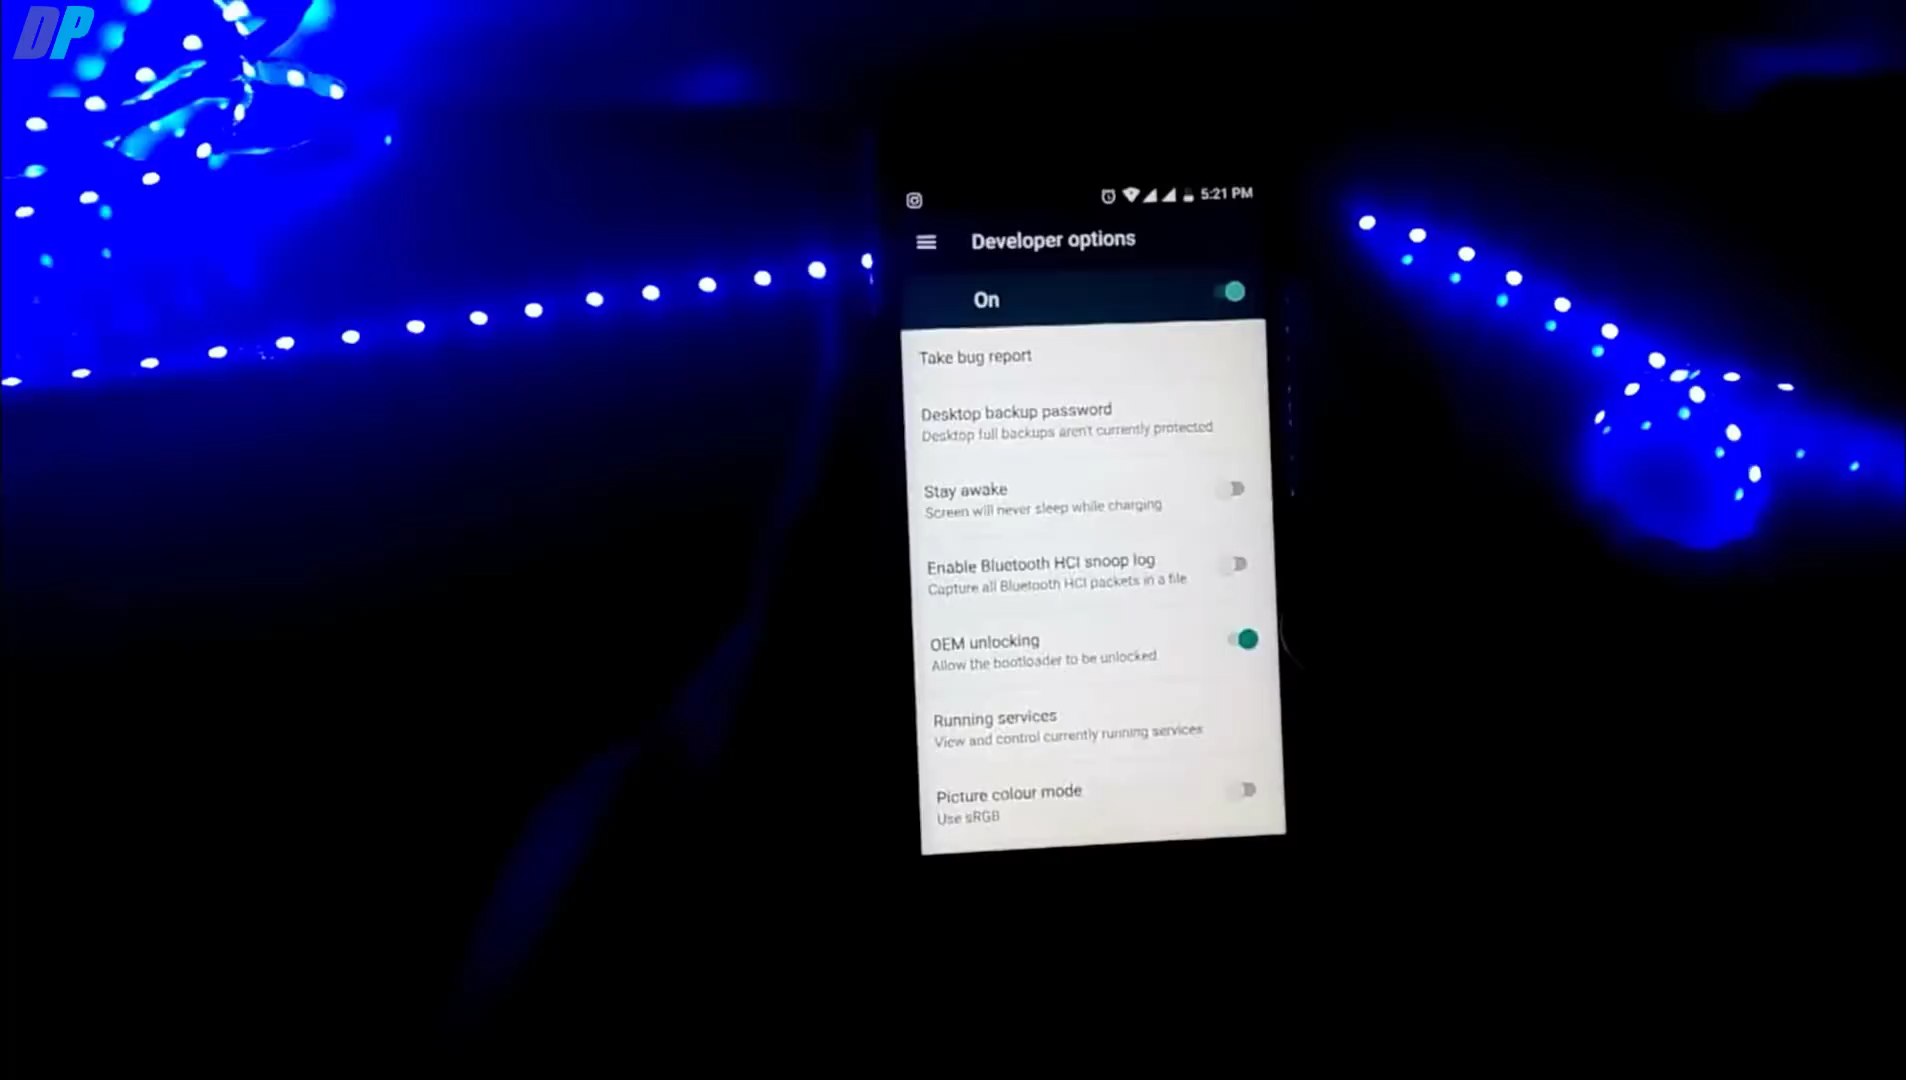 DP
5:21 PM
Developer options
On
Take bug report
Desktop backup password
Desktop full backups aren't currently protected
Stay awake
Screen will never sleep while charging
Enable Bluetooth HCI snoop log
Capture all Bluetooth HCI packets in a file
OEM unlocking
Allow the bootloader to be unlocked
Running services
View and control currently running services
Picture colour mode
Use sRGB